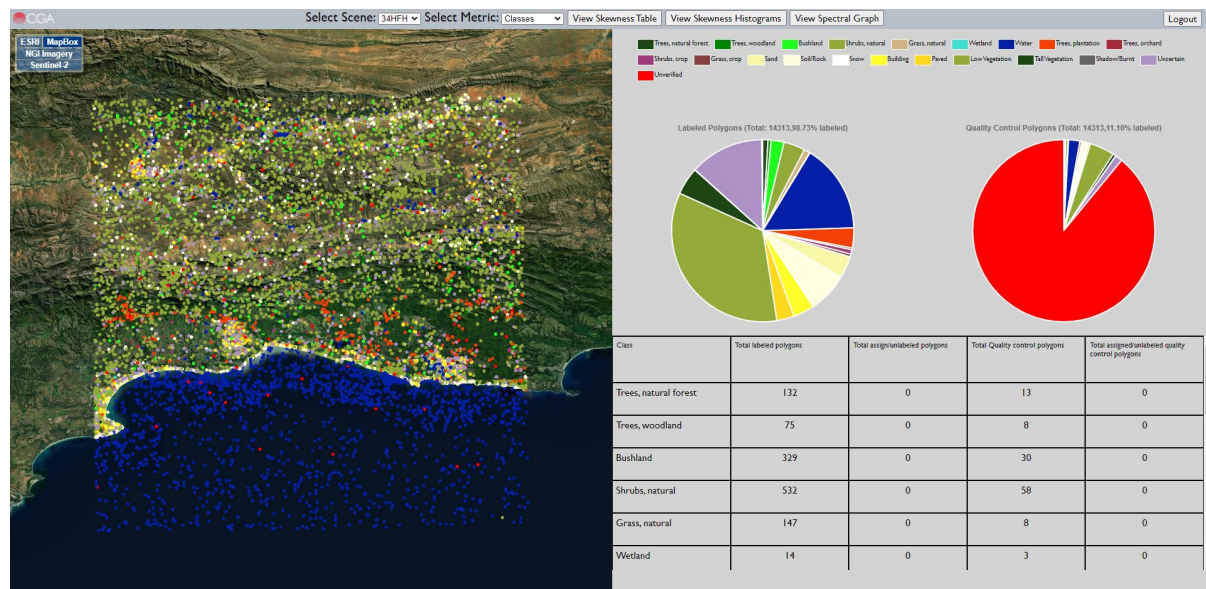 CGA
Select Scene: 34HFH Select Metric: Classes View Skewness Table View Skewness Histograms View Spectral Graph Logout
ESRI MapBox
NGI Imagery
Sentinel-2
Trees, natural forest Trees, woodland Bushland Shrubs, natural Grass, natural Wetland Water Trees, plantation Trees, orchard
Shrubs, crop Grass, crop Sand Soil/Rock Snow Building Paved Low Vegetation Tall Vegetation Shadow/Burnt Uncertain
Unverified
Labeled Polygons (Total: 14313,98.73% labeled)
Quality Control Polygons (Total: 14313,11.10% labeled)
Class Total labeled polygons Total assign/unlabeled polygons Total Quality control polygons Total assigned/unlabeled quality
control polygons
Trees, natural forest 132 0 13 0
Trees, woodland 75 0 8 0
Bushland 329 0 30 0
Shrubs, natural 532 0 58 0
Grass, natural 147 0 8 0
Wetland 14 0 3 0